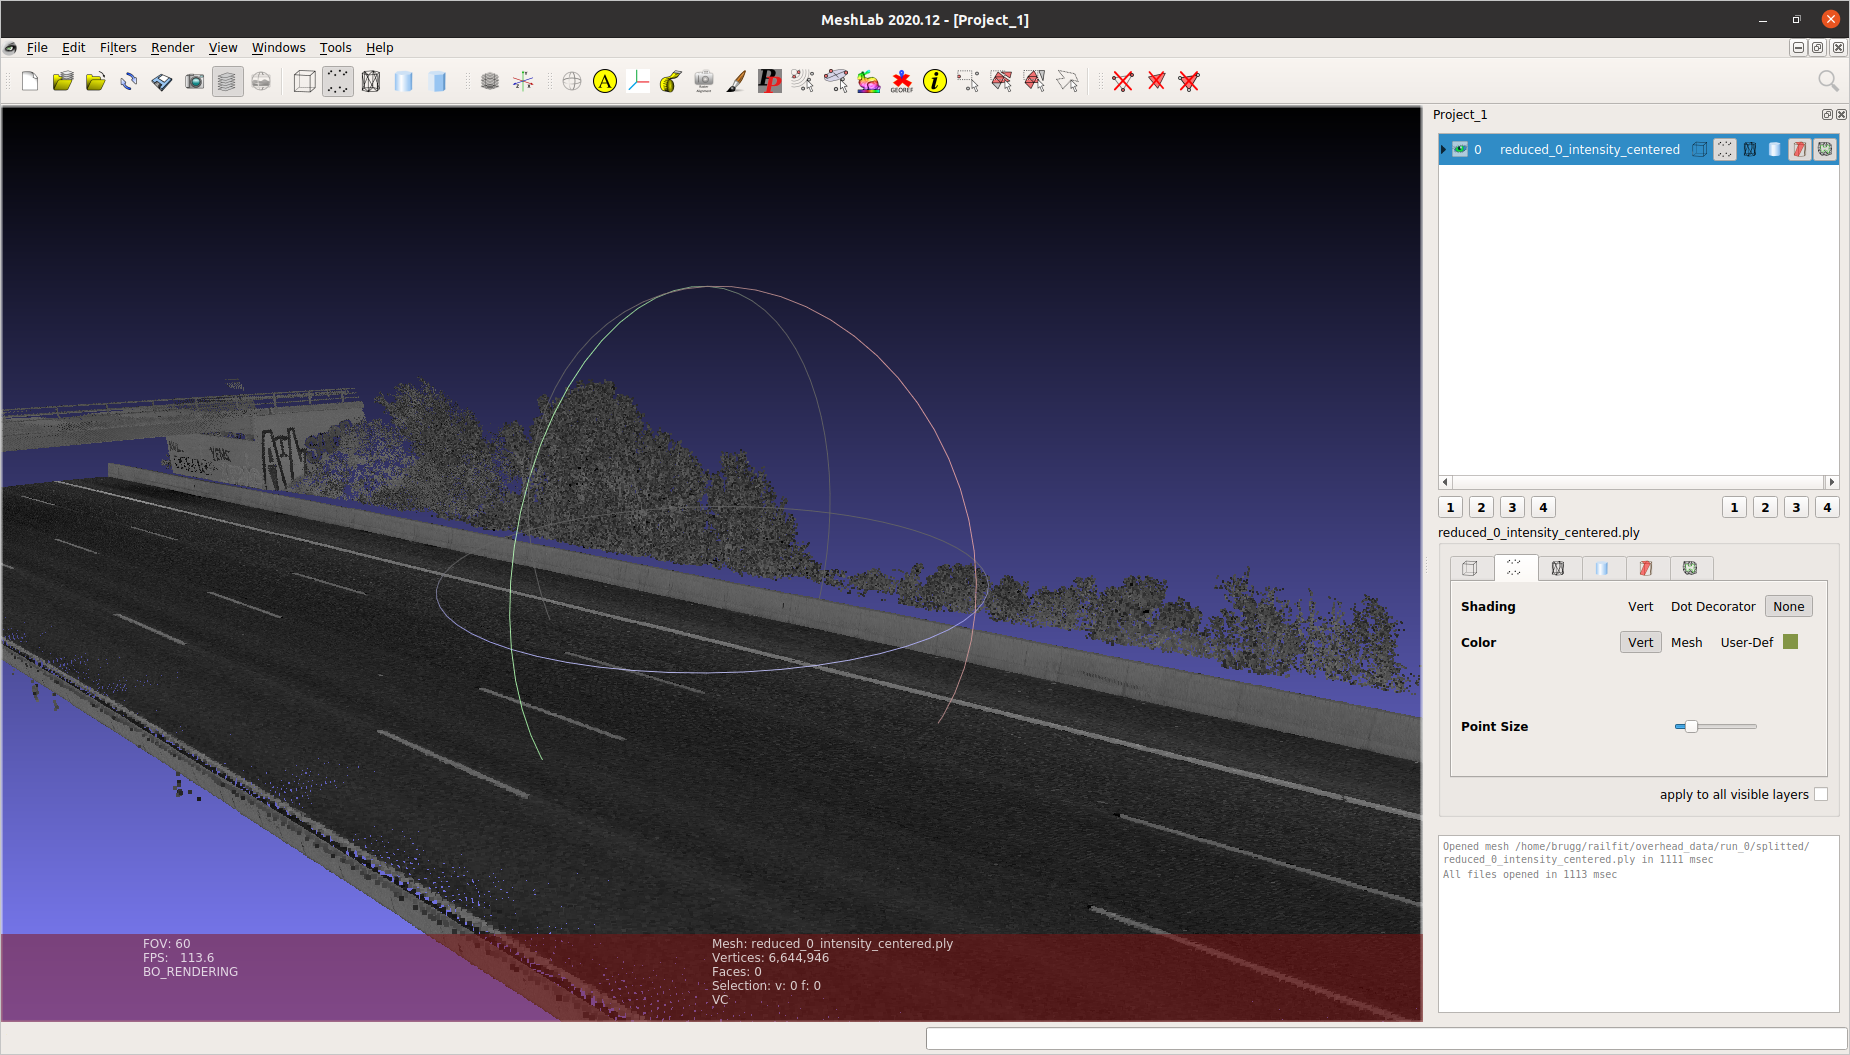 MeshLab 2020.12 - [Project_1]
File Edit Filters Render View Windows Tools Help
A
PP
GEOREF
i
Project_1
0 reduced_0_intensity_centered
1 2 3 4 1 2 3 4
reduced_0_intensity_centered.ply
Shading Vert Dot Decorator None
Color Vert Mesh User-Def
Point Size
apply to all visible layers
Opened mesh /home/brugg/railfit/overhead_data/run_0/splitted/
reduced_0_intensity_centered.ply in 1111 msec
All files opened in 1113 msec
FOV: 60
FPS: 113.6
BO_RENDERING
Mesh: reduced_0_intensity_centered.ply
Vertices: 6,644,946
Faces: 0
Selection: v: 0 f: 0
VC